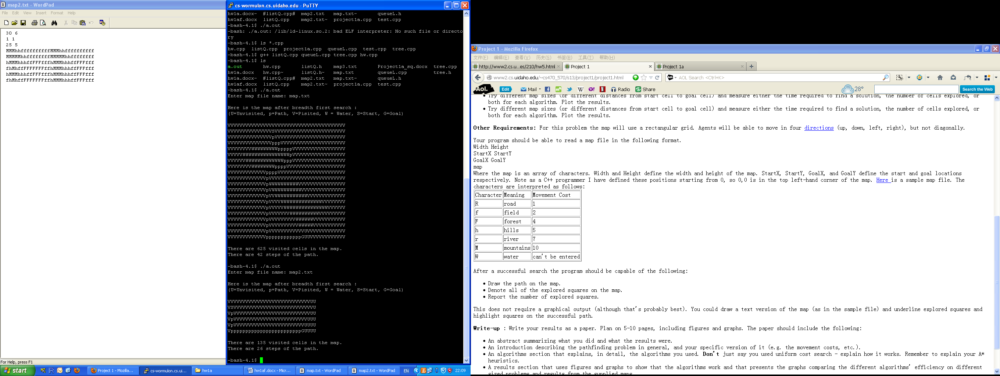 map2.txt - WordPad
File Edit View Insert Format Help
30 6
1 1
25 5
MMMhhffffffffffMMMhhffffffffff
MMMMMhhffffffffMMMMMhhffffffff
hMMMhhhffFFFfffhMMMhhhffFFFfff
fhMhffFFFFFFFffhMMMhhhffFFFfff
hMMMhhhffFFFfffhMMMhhhffFFFfff
fhMhffFFFFFFFffhMMMhhhffFFFfff
For Help, press F1
cs-wormulon.cs.uidaho.edu - PuTTY
hw1a.docx~ #listQ.cpp# map2.txt map.txt~ queueL.h
hw1af.docx listQ.cpp map2.txt~ project1a.cpp test.cpp
-bash-4.1$ ./a.out
-bash: ./a.out: /lib/ld-linux.so.2: bad ELF interpreter: No such file or directo
ry
-bash-4.1$ ls *.cpp
hw.cpp listQ.cpp project1a.cpp queueL.cpp test.cpp tree.cpp
-bash-4.1$ g++ listQ.cpp queueL.cpp tree.cpp hw.cpp
-bash-4.1$ ls
a.out hw.cpp listQ.h map3.txt Project1a_sq.docx tree.cpp
hw1a.docx hw.cpp~ listQ.h~ map.txt queueL.cpp tree.h
hw1a.docx~ #listQ.cpp# map2.txt map.txt~ queueL.h
hw1af.docx listQ.cpp map2.txt~ project1a.cpp test.cpp
-bash-4.1$ ./a.out
Enter map file name: map.txt
Here is the map after breadth first search :
(U=Unvisited, p=Path, V=Pisited, W = Water, S=Start, G=Goal)
There are 625 visited cells in the map.
There are 42 steps of the path.
-bash-4.1$ ./a.out
Enter map file name: map2.txt
Here is the map after breadth first search :
(U=Unvisited, p=Path, V=Pisited, W = Water, S=Start, G=Goal)
VVVVVVVVVVVVVVVVVVVVVVVVVVVVUU
VSVVVVVVVVVVVVVVVVVVVVVVVVVVVU
VpVVVVVVVVVVVVVVVVVVVVVVVVVVUU
VpVVVVVVVVVVVVVVVVVVVVVVVVVUUU
VpVVVVVVVVVVVVVVVVVVVVVVVVUUUU
VppppppppppppppppppppppppGUUUU
There are 135 visited cells in the map.
There are 26 steps of the path.
-bash-4.1$
Project 1 - Mozilla Firefox
文件(F) 编辑(E) 查看(V) 历史(S) 书签(B) 工具(T) 帮助(H)
http://www2.cs.u...es/210/hw5.html Project 1 Project 1a
www2.cs.uidaho.edu/~cs470_570/s13/project1/project1.html AOL Search <Ctrl+K>
Aol. Edit Mail Radio Share 28° Search the Web
Try different map sizes (or different distances from start cell to goal cell) and measure either the time required to find a solution, the number of cells explored, or
both for each algorithm. Plot the results.
Try different map sizes (or different distances from start cell to goal cell) and measure either the time required to find a solution, the number of cells explored, or
both for each algorithm. Plot the results.
Other Requirements: For this problem the map will use a rectangular grid. Agents will be able to move in four directions (up, down, left, right), but not diagonally.
Your program should be able to read a map file in the following format.
Width Height
StartX StartY
GoalX GoalY
map
Where the map is an array of characters. Width and Height define the width and height of the map. StartX, StartY, GoalX, and GoalY define the start and goal locations
respectively. Note as a C++ programmer I have defined these positions starting from 0, so 0,0 is in the top left-hand corner of the map. Here is a sample map file. The
characters are interpreted as follows:
Character Meaning Movement Cost
R road 1
f field 2
F forest 4
h hills 5
r river 7
M mountains 10
W water can't be entered
After a successful search the program should be capable of the following:
Draw the path on the map.
Denote all of the explored squares on the map.
Report the number of explored squares.
This does not require a graphical output (although that's probably best). You could draw a text version of the map (as in the sample file) and underline explored squares and
highlight squares on the successful path.
Write-up : Write your results as a paper. Plan on 5-10 pages, including figures and graphs. The paper should include the following:
An abstract summarizing what you did and what the results were.
An introduction describing the pathfinding problem in general, and your specific version of it (e.g. the movement costs, etc.).
An algorithms section that explains, in detail, the algorithms you used. Don't just say you used uniform cost search - explain how it works. Remember to explain your A*
heuristics.
A results section that uses figures and graphs to show that the algorithms work and that presents the graphs comparing the different algorithms' efficiency on different
sized problems and results from the supplied maps
start Project 1 - Mozilla... cs-wormulon.cs.ui... hw1a hw1af.docx - Micr... map.txt - WordPad map2.txt - WordPad EN 22:09